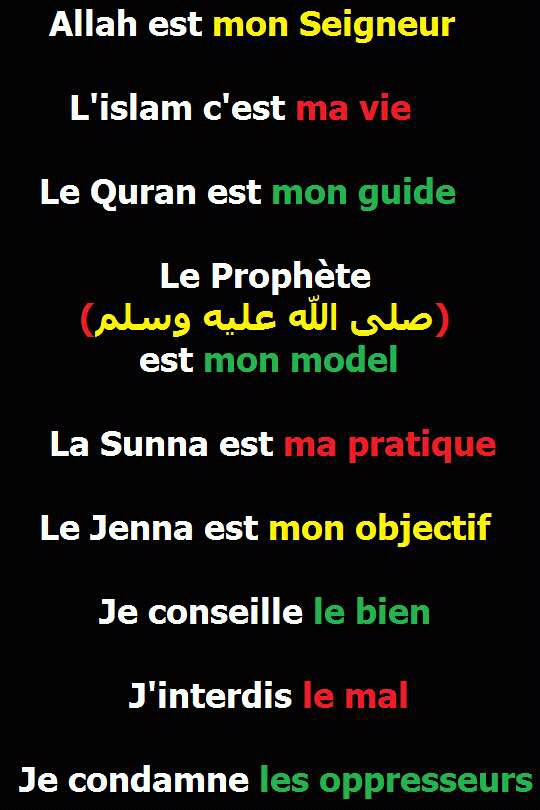 Allah est mon Seigneur
L'islam c'est ma vie
Le Quran est mon guide
Le Prophète
(صلى الله عليه وسلم)
est mon model
La Sunna est ma pratique
Le Jenna est mon objectif
Je conseille le bien
J'interdis le mal
Je condamne les oppresseurs